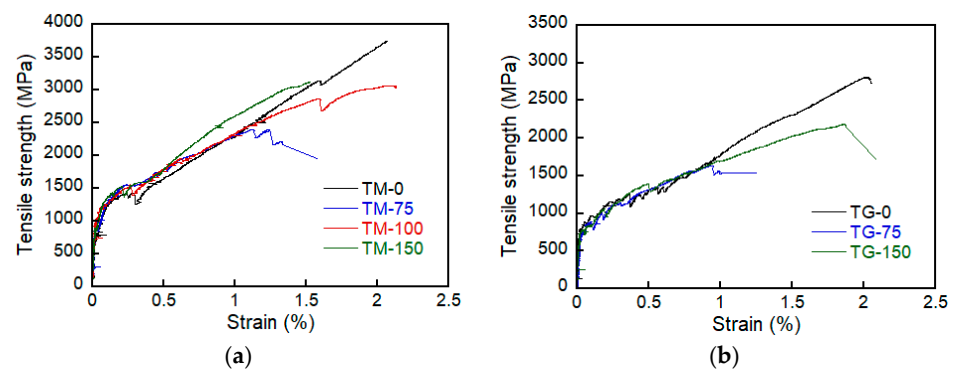 4000
3500
3000
2500
2000
1500
1000
500
0
Tensile strength (MPa)
TM-0
TM-75
TM-100
TM-150
0 0.5 1 1.5 2 2.5
Strain (%)
(a)
3500
3000
2500
2000
1500
1000
500
0
Tensile strength (MPa)
TG-0
TG-75
TG-150
0 0.5 1 1.5 2 2.5
Strain (%)
(b)